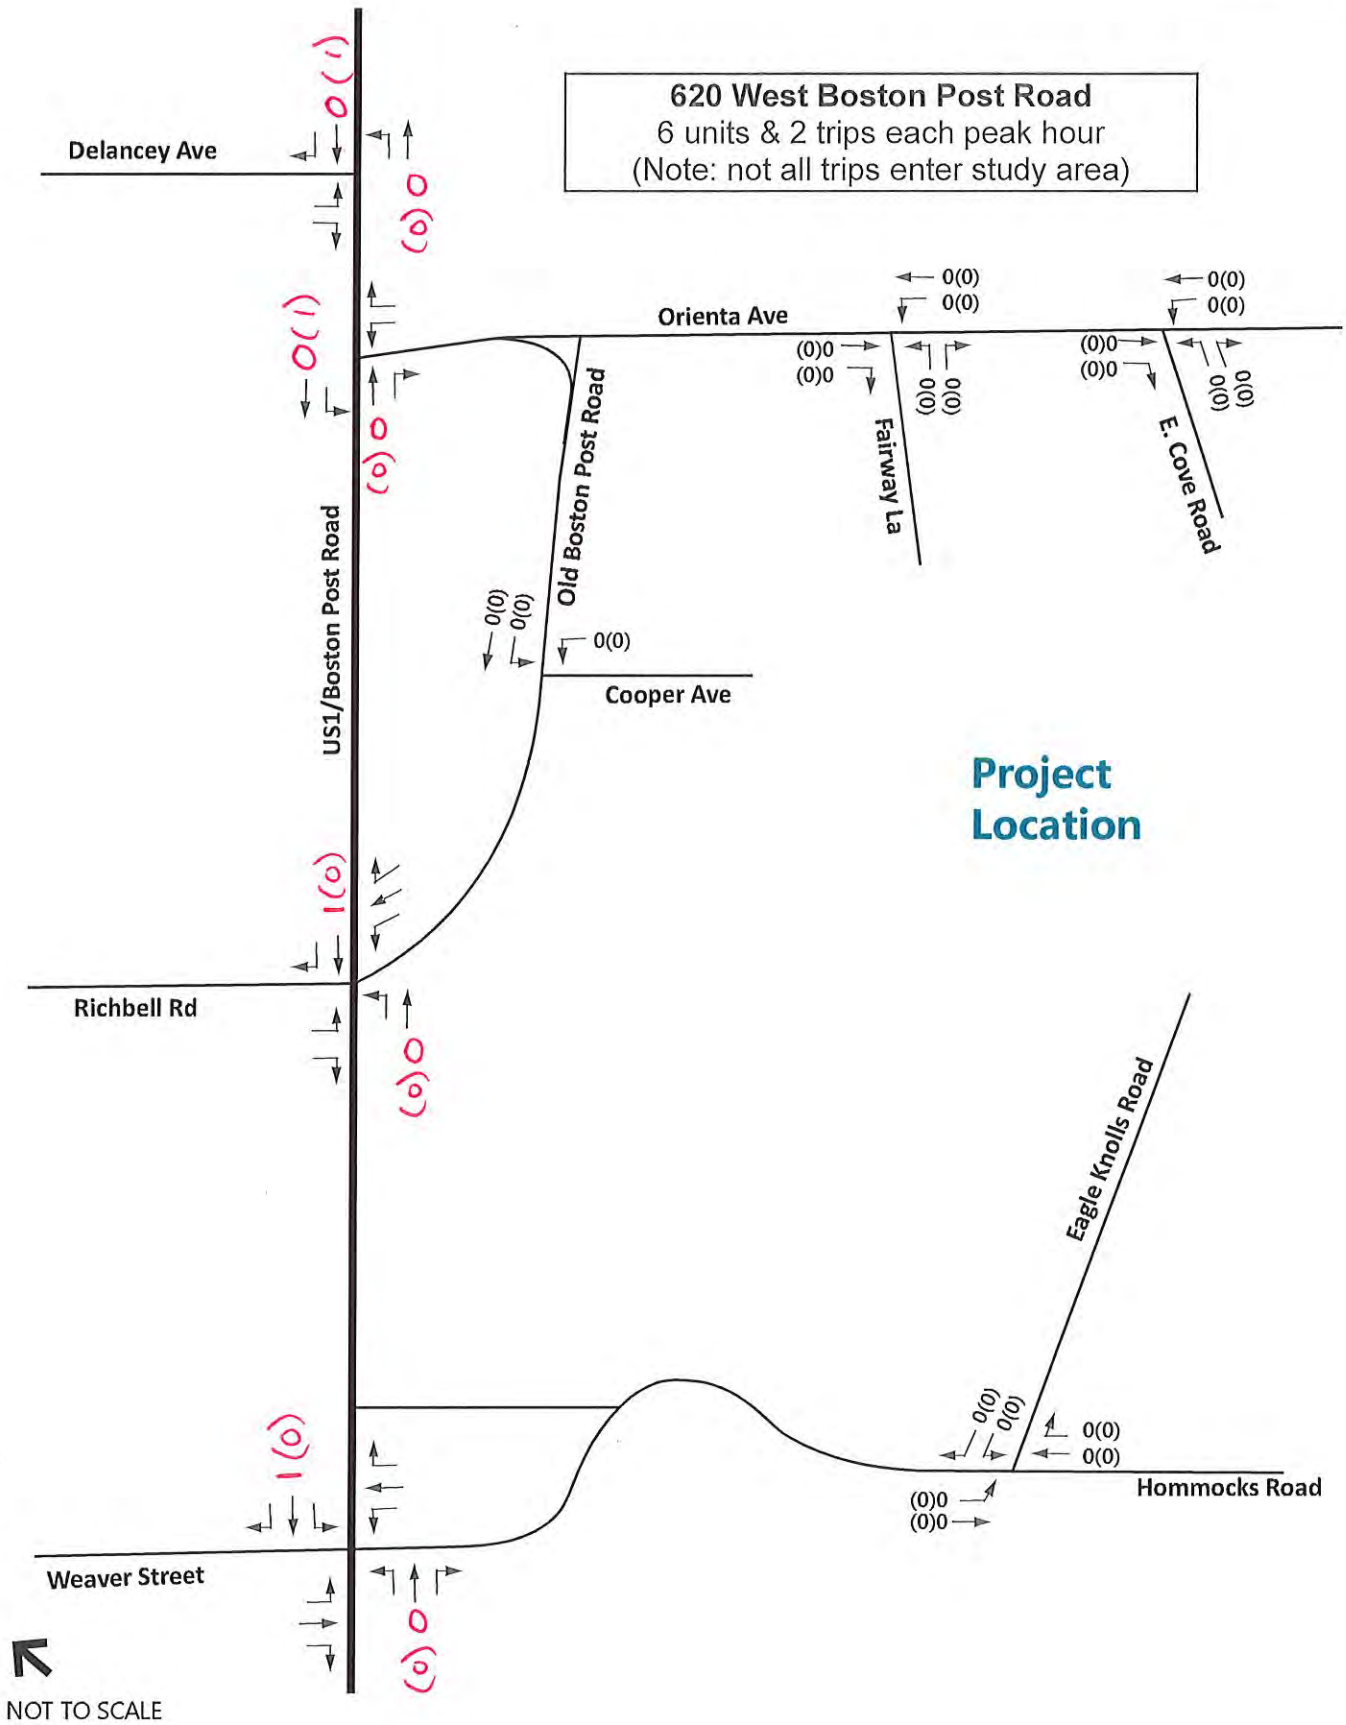 620 West Boston Post Road
6 units & 2 trips each peak hour
(Note: not all trips enter study area)
0(1)
Delancey Ave
(0)0
0(1)
(0)0
Orienta Ave
0(0)
0(0)
(0)0
(0)0
0(0)
0(0)
Fairway La
0(0)
0(0)
(0)0
(0)0
0(0)
0(0)
E. Cove Road
US1/Boston Post Road
Old Boston Post Road
0(0)
0(0)
0(0)
Cooper Ave
Project
Location
1(0)
Richbell Rd
(0)0
Eagle Knolls Road
1(0)
0(0)
0(0)
0(0)
0(0)
(0)0
(0)0
Hommocks Road
Weaver Street
(0)0
NOT TO SCALE